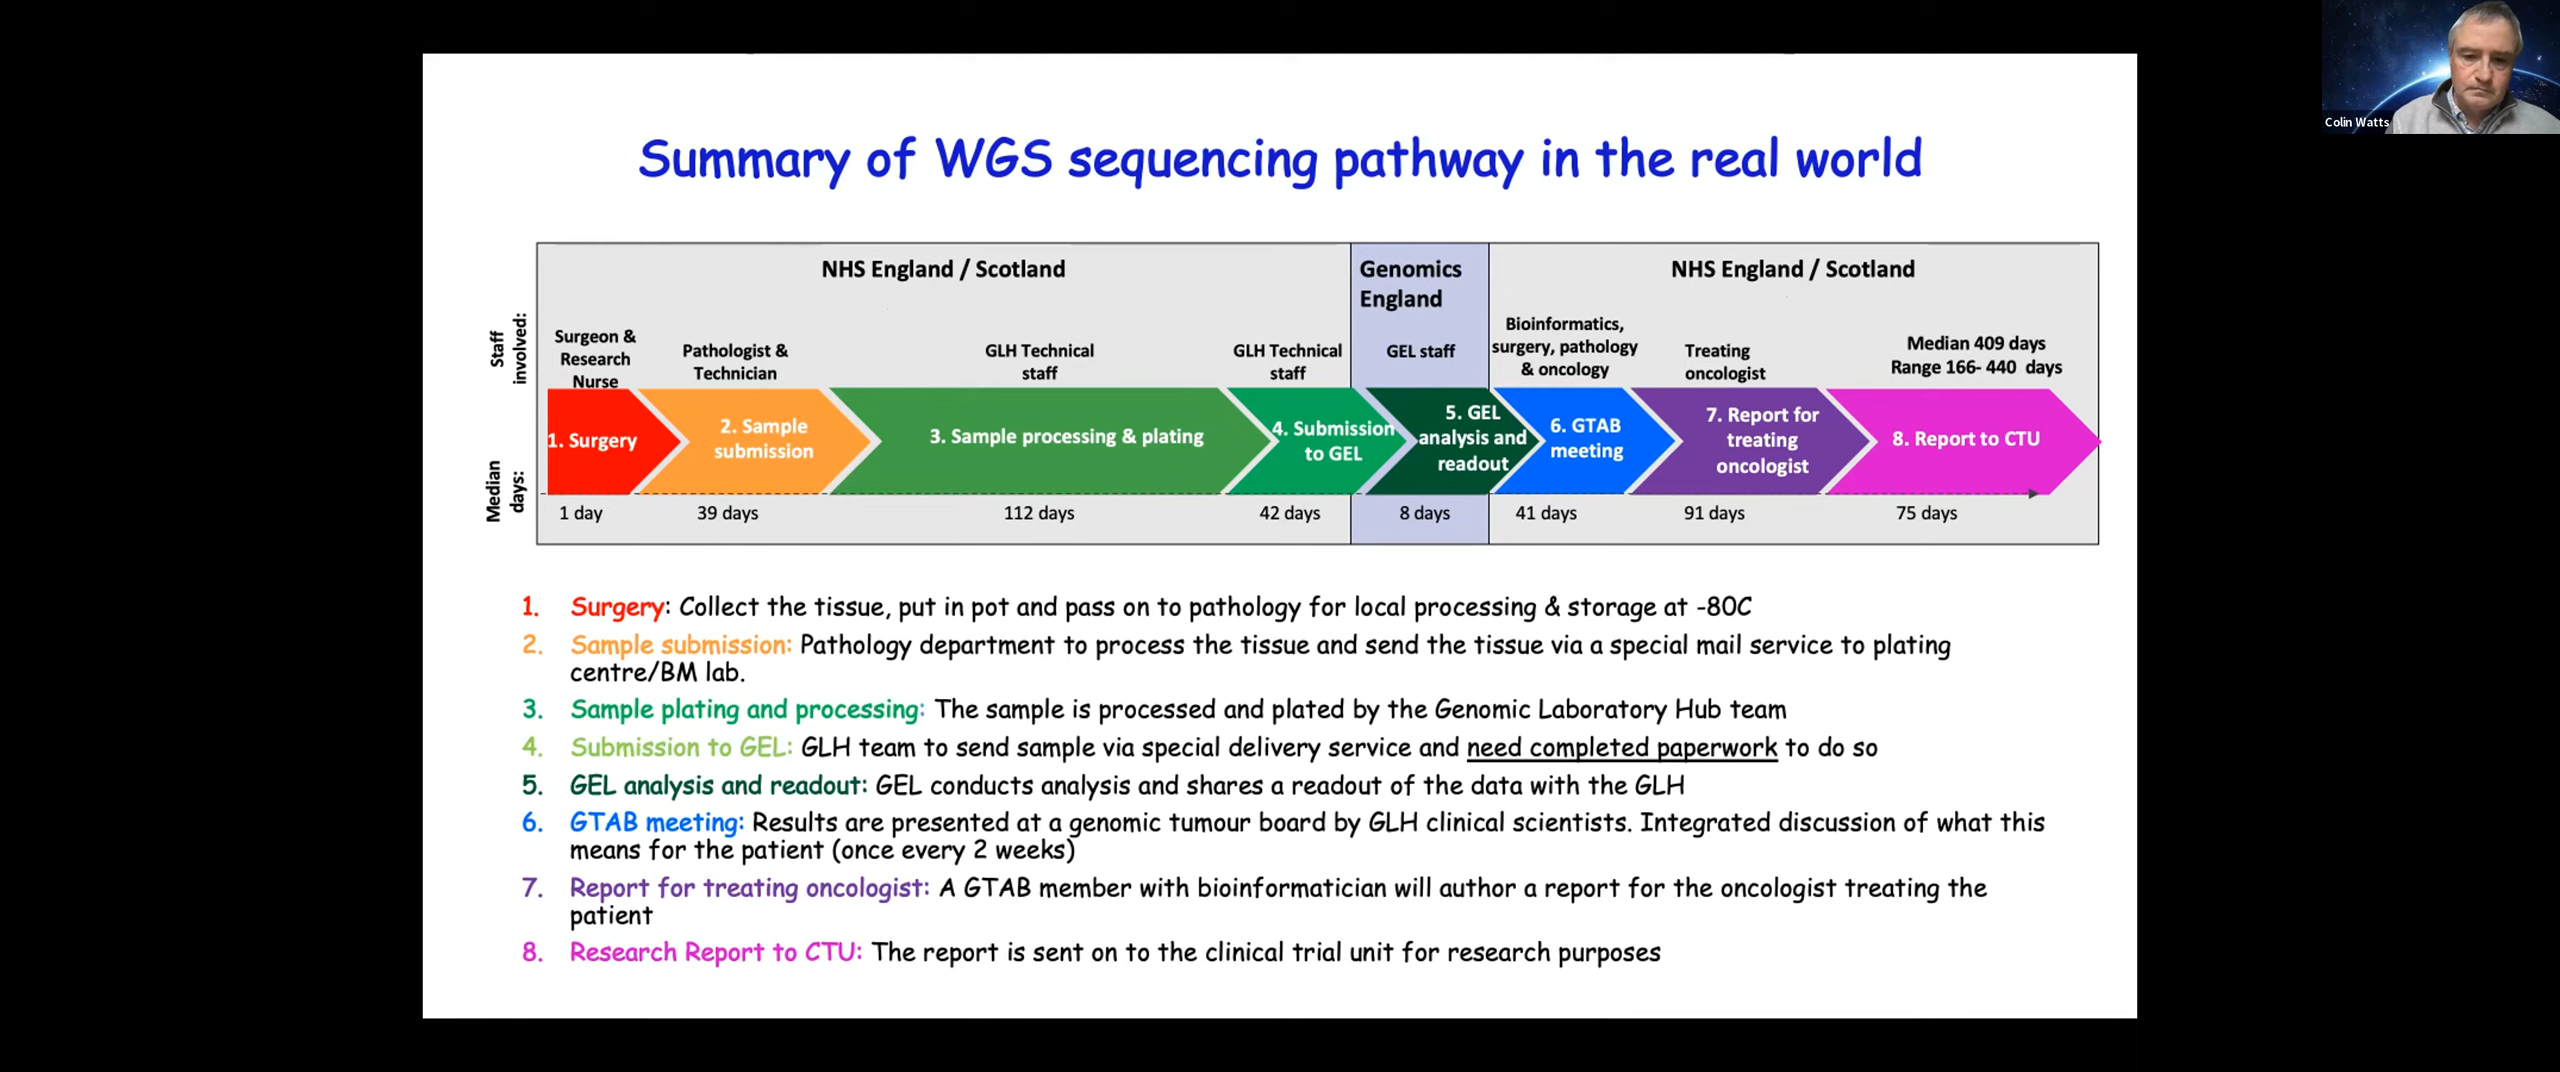 Colin Watts
Summary of WGS sequencing pathway in the real world
NHS England / Scotland
Genomics
England
NHS England / Scotland
Staff
involved:
Surgeon &
Research
Nurse
Pathologist &
Technician
GLH Technical
staff
GLH Technical
staff
GEL staff
Bioinformatics,
surgery, pathology
& oncology
Treating
oncologist
Median 409 days
Range 166- 440 days
1. Surgery
2. Sample
submission
3. Sample processing & plating
4. Submission
to GEL
5. GEL
analysis and
readout
6. GTAB
meeting
7. Report for
treating
oncologist
8. Report to CTU
Median
days:
1 day
39 days
112 days
42 days
8 days
41 days
91 days
75 days
1. Surgery: Collect the tissue, put in pot and pass on to pathology for local processing & storage at -80C
2. Sample submission: Pathology department to process the tissue and send the tissue via a special mail service to plating
centre/BM lab.
3. Sample plating and processing: The sample is processed and plated by the Genomic Laboratory Hub team
4. Submission to GEL: GLH team to send sample via special delivery service and need completed paperwork to do so
5. GEL analysis and readout: GEL conducts analysis and shares a readout of the data with the GLH
6. GTAB meeting: Results are presented at a genomic tumour board by GLH clinical scientists. Integrated discussion of what this
means for the patient (once every 2 weeks)
7. Report for treating oncologist: A GTAB member with bioinformatician will author a report for the oncologist treating the
patient
8. Research Report to CTU: The report is sent on to the clinical trial unit for research purposes